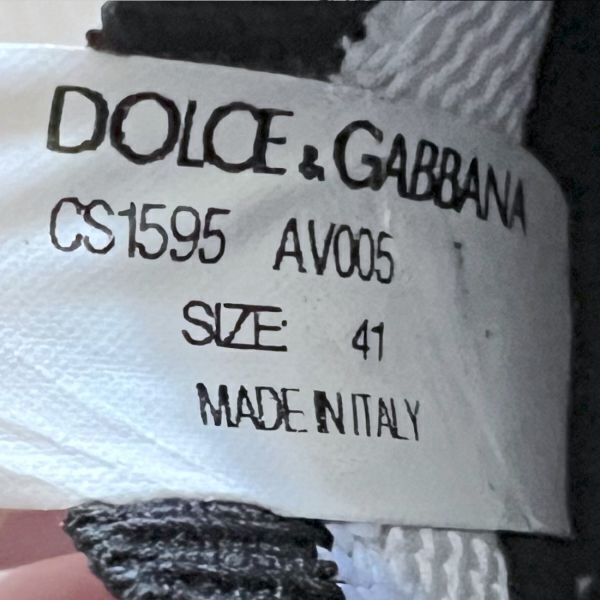 DOLCE & GABBANA
CS1595 AV005
SIZE: 41
MADE IN ITALY